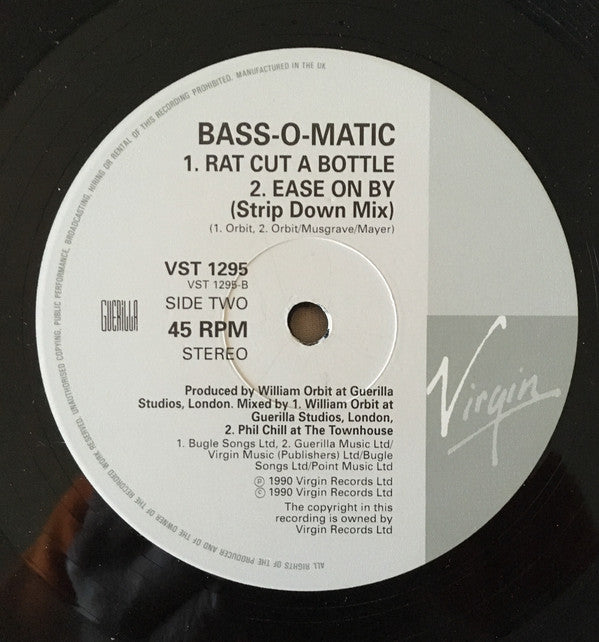 BASS-O-MATIC
1. RAT CUT A BOTTLE
2. EASE ON BY
(Strip Down Mix)
(1. Orbit, 2. Orbit/Musgrave/Mayer)
VST 1295
VST 1295-B
SIDE TWO
45 RPM
STEREO
GUERILLA
Virgin
Produced by William Orbit at Guerilla
Studios, London. Mixed by 1. William Orbit at
Guerilla Studios, London,
2. Phil Chill at The Townhouse
1. Bugle Songs Ltd, 2. Guerilla Music Ltd/
Virgin Music (Publishers) Ltd/Bugle
Songs Ltd/Point Music Ltd
Ⓟ 1990 Virgin Records Ltd
© 1990 Virgin Records Ltd
The copyright in this
recording is owned by
Virgin Records Ltd
ALL RIGHTS OF THE PRODUCER AND OF THE OWNER OF THE RECORDED WORK RESERVED. UNAUTHORISED COPYING, PUBLIC PERFORMANCE, BROADCASTING, HIRING OR RENTAL OF THIS RECORDING PROHIBITED. MANUFACTURED IN THE UK